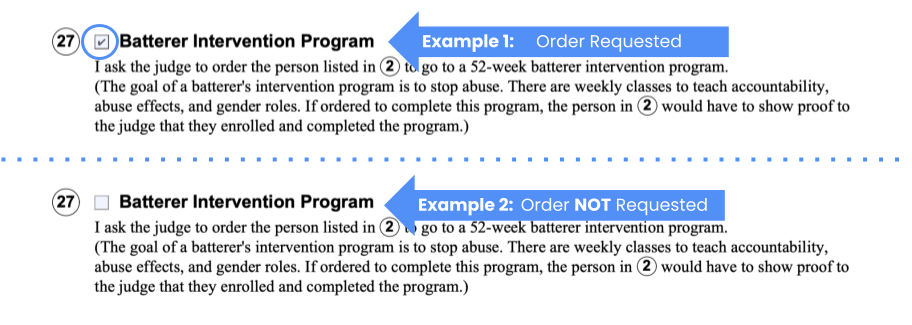 27 ✓ Batterer Intervention Program Example 1: Order Requested
I ask the judge to order the person listed in 2 to go to a 52-week batterer intervention program.
(The goal of a batterer's intervention program is to stop abuse. There are weekly classes to teach accountability,
abuse effects, and gender roles. If ordered to complete this program, the person in 2 would have to show proof to
the judge that they enrolled and completed the program.)
27 Batterer Intervention Program Example 2: Order NOT Requested
I ask the judge to order the person listed in 2 to go to a 52-week batterer intervention program.
(The goal of a batterer's intervention program is to stop abuse. There are weekly classes to teach accountability,
abuse effects, and gender roles. If ordered to complete this program, the person in 2 would have to show proof to
the judge that they enrolled and completed the program.)